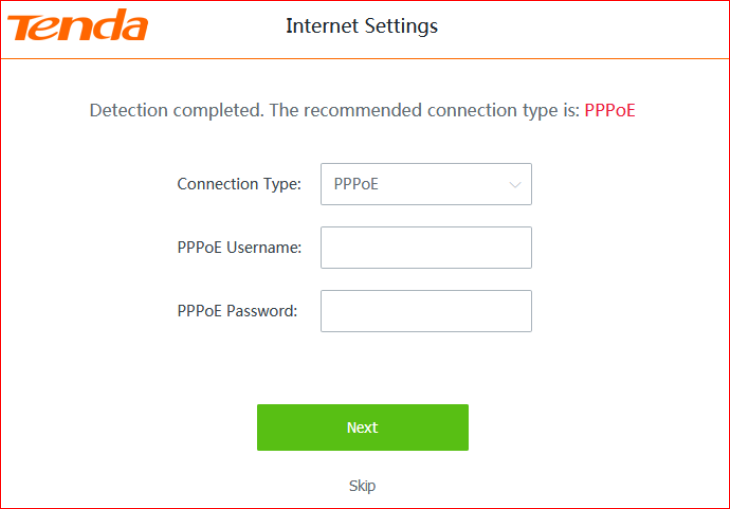 Tenda
Internet Settings
Detection completed. The recommended connection type is: PPPoE
Connection Type: PPPoE
PPPoE Username:
PPPoE Password:
Next
Skip